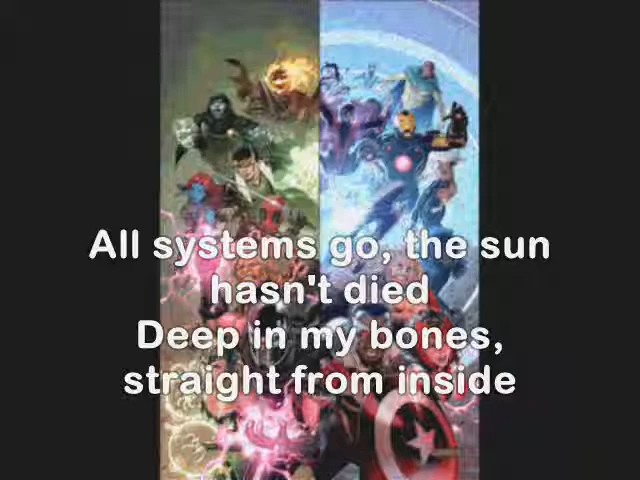 All systems go, the sun
hasn't died
Deep in my bones,
straight from inside